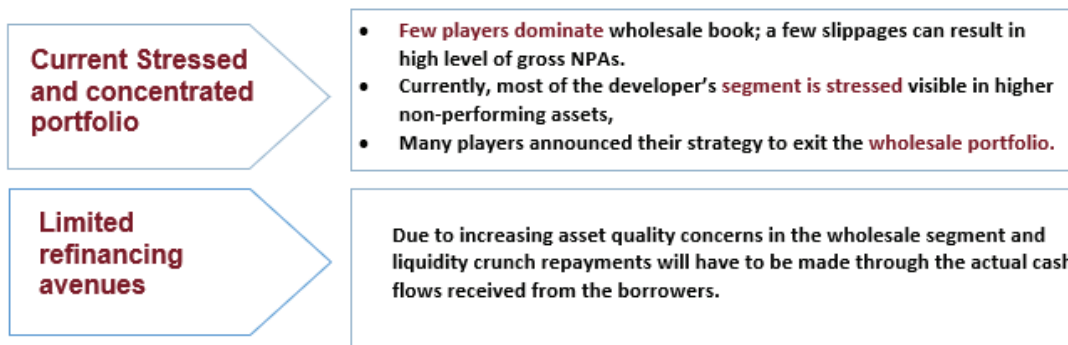 Current Stressed
and concentrated
portfolio
• Few players dominate wholesale book; a few slippages can result in
high level of gross NPAs.
• Currently, most of the developer's segment is stressed visible in higher
non-performing assets,
• Many players announced their strategy to exit the wholesale portfolio.
Limited
refinancing
avenues
Due to increasing asset quality concerns in the wholesale segment and
liquidity crunch repayments will have to be made through the actual cash
flows received from the borrowers.